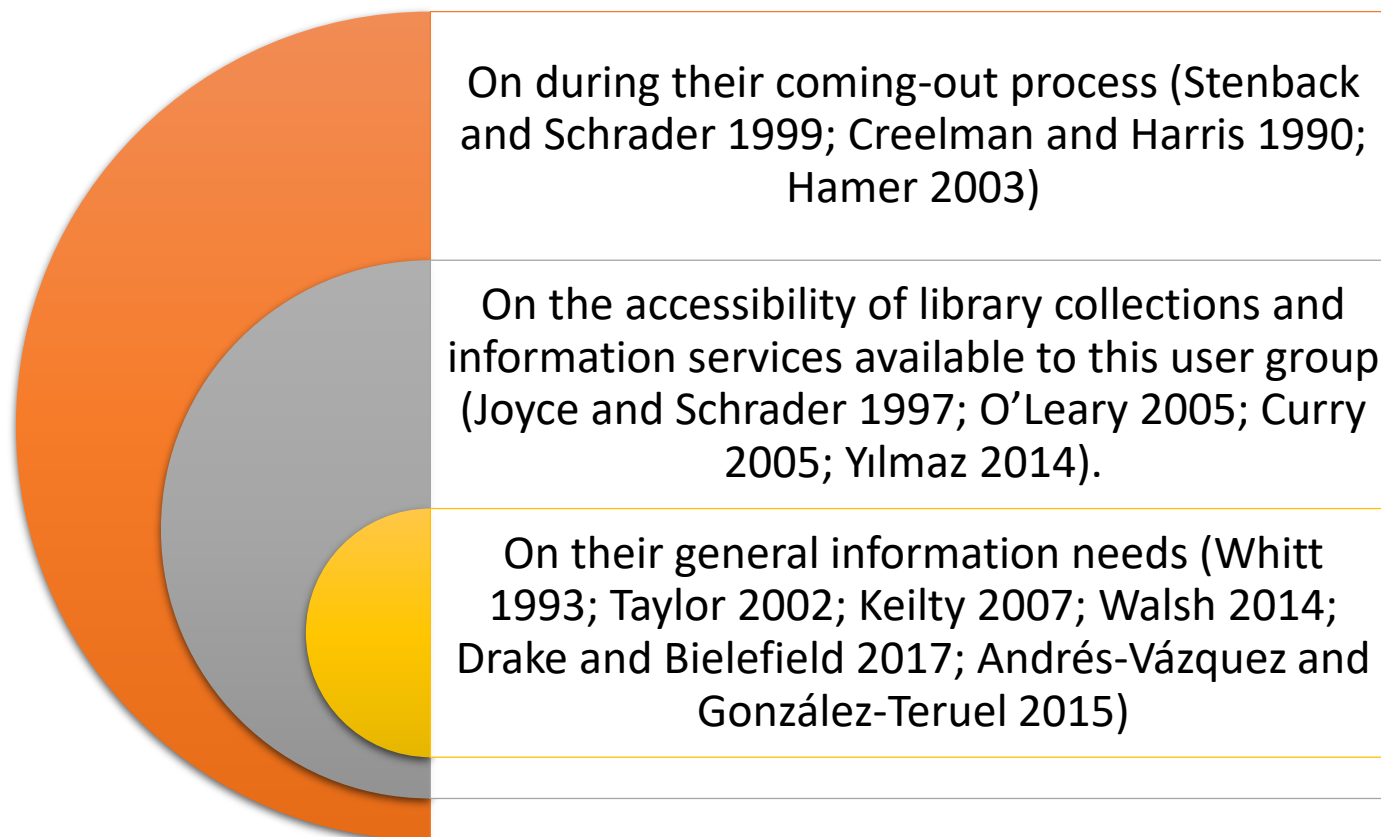 On during their coming-out process (Stenback
and Schrader 1999; Creelman and Harris 1990;
Hamer 2003)
On the accessibility of library collections and
information services available to this user group
(Joyce and Schrader 1997; O’Leary 2005; Curry
2005; Yılmaz 2014).
On their general information needs (Whitt
1993; Taylor 2002; Keilty 2007; Walsh 2014;
Drake and Bielefield 2017; Andrés-Vázquez and
González-Teruel 2015)